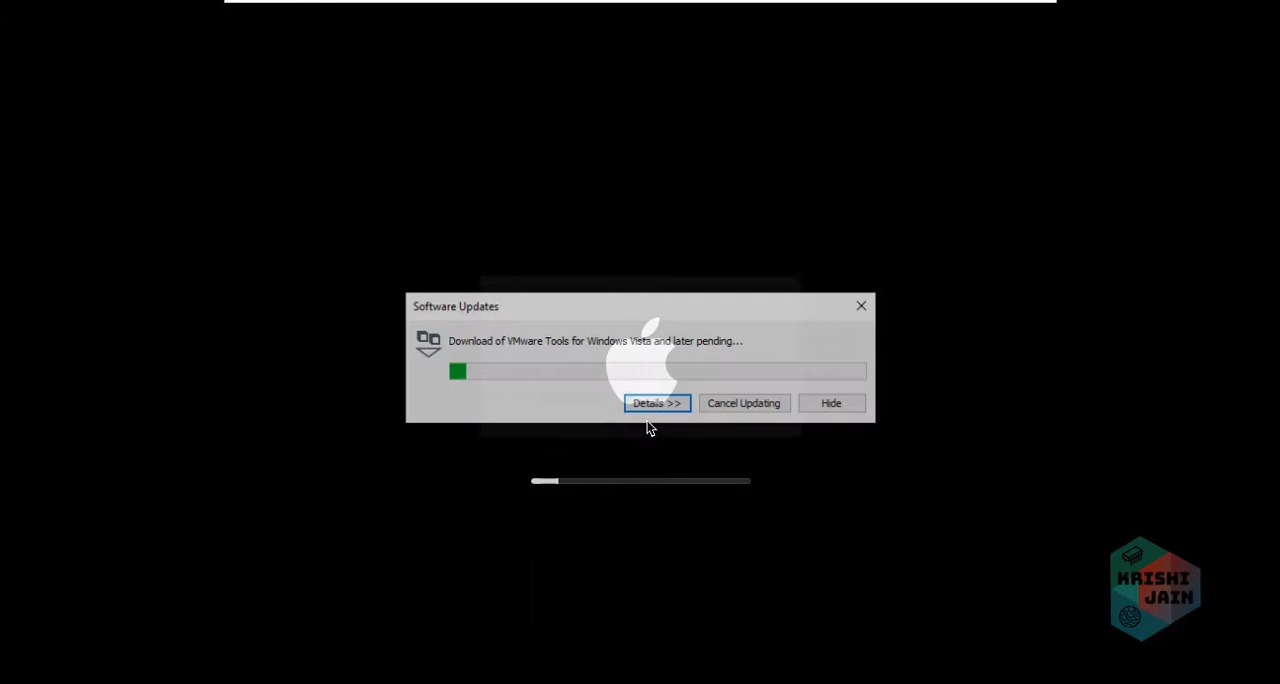 Software Updates
Download of VMware Tools for Windows Vista and later pending...
Details >>
Cancel Updating
Hide
KRISHI
JAIN